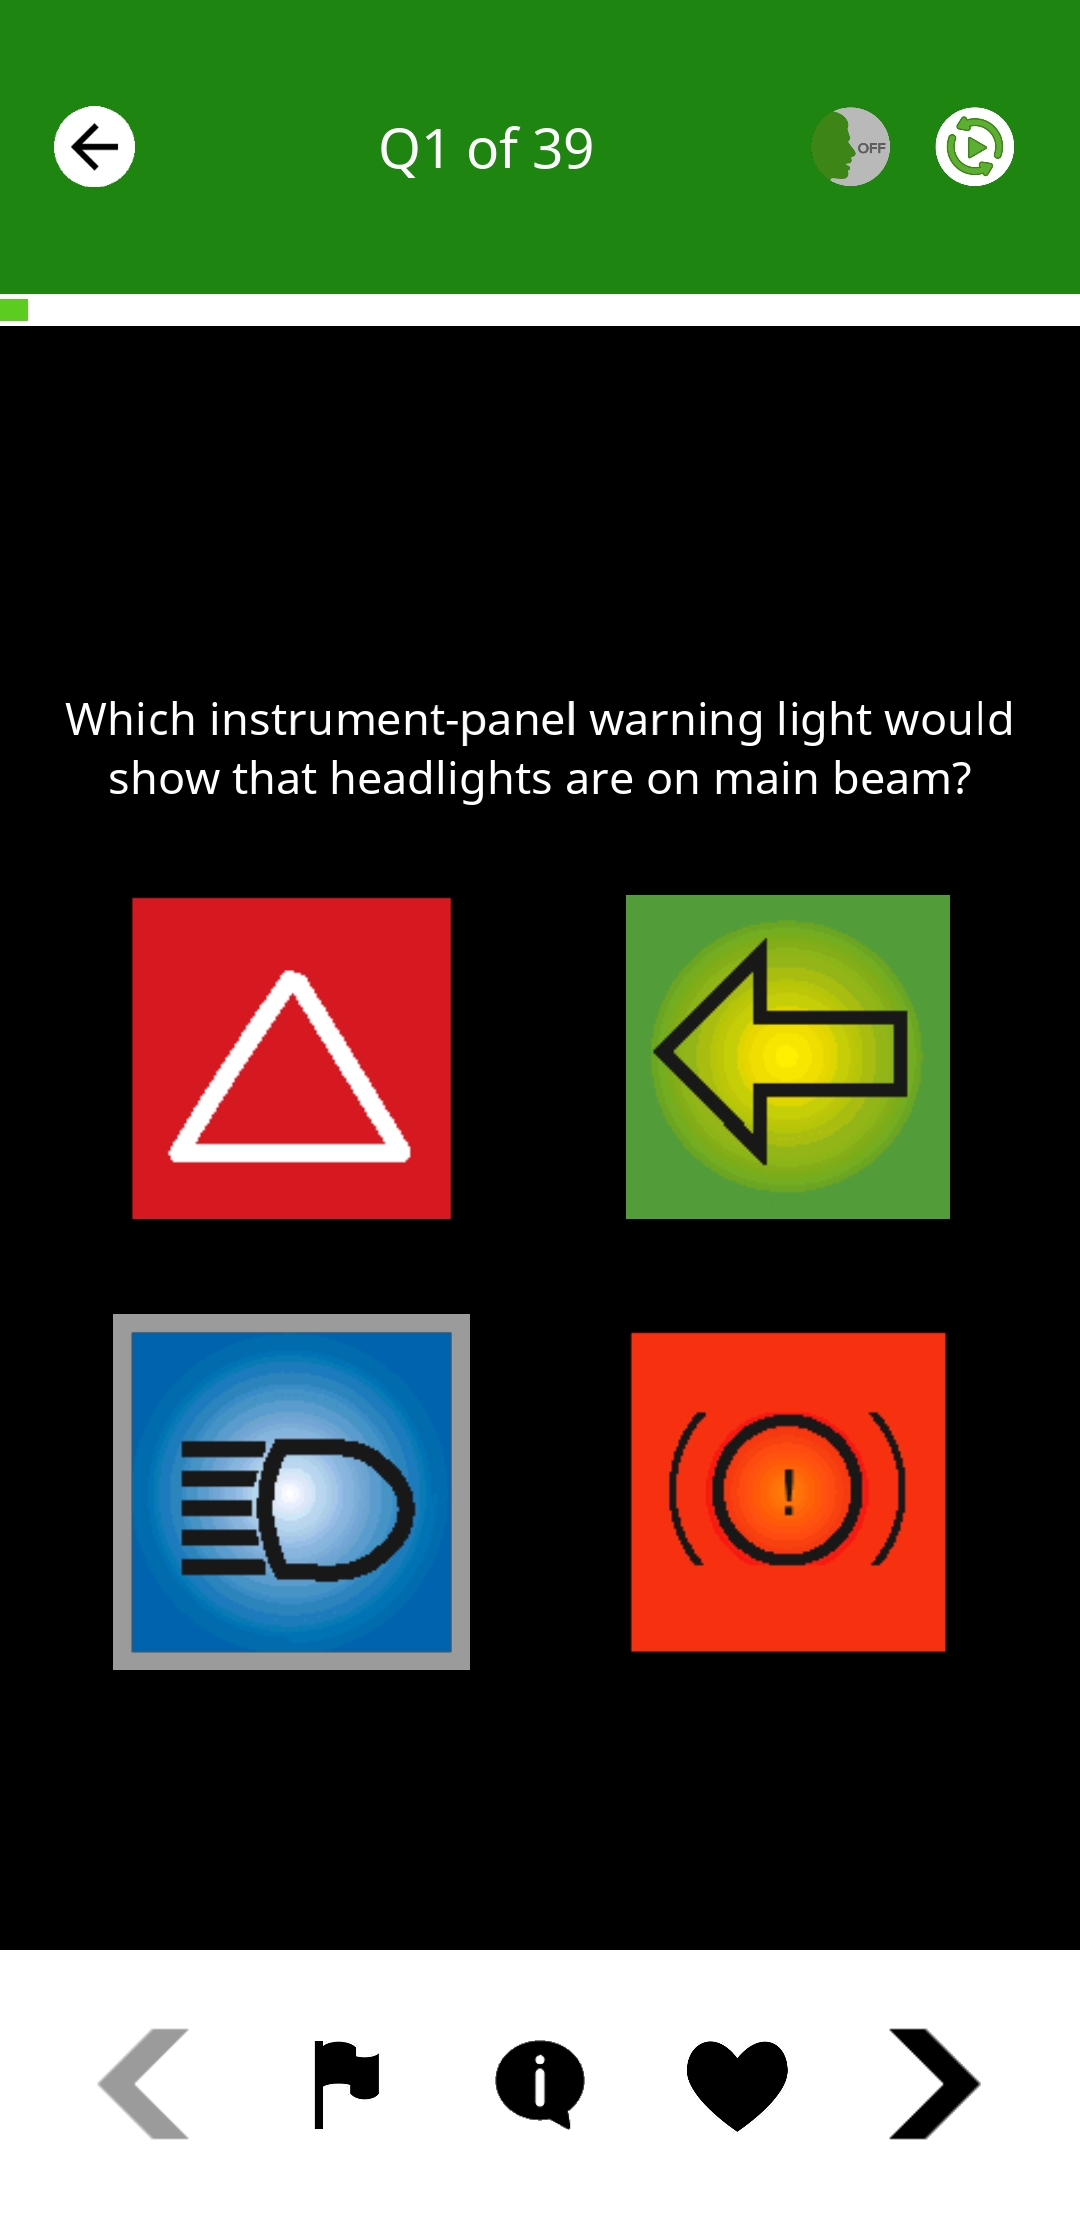 Q1 of 39
OFF
Which instrument-panel warning light would
show that headlights are on main beam?
!
i